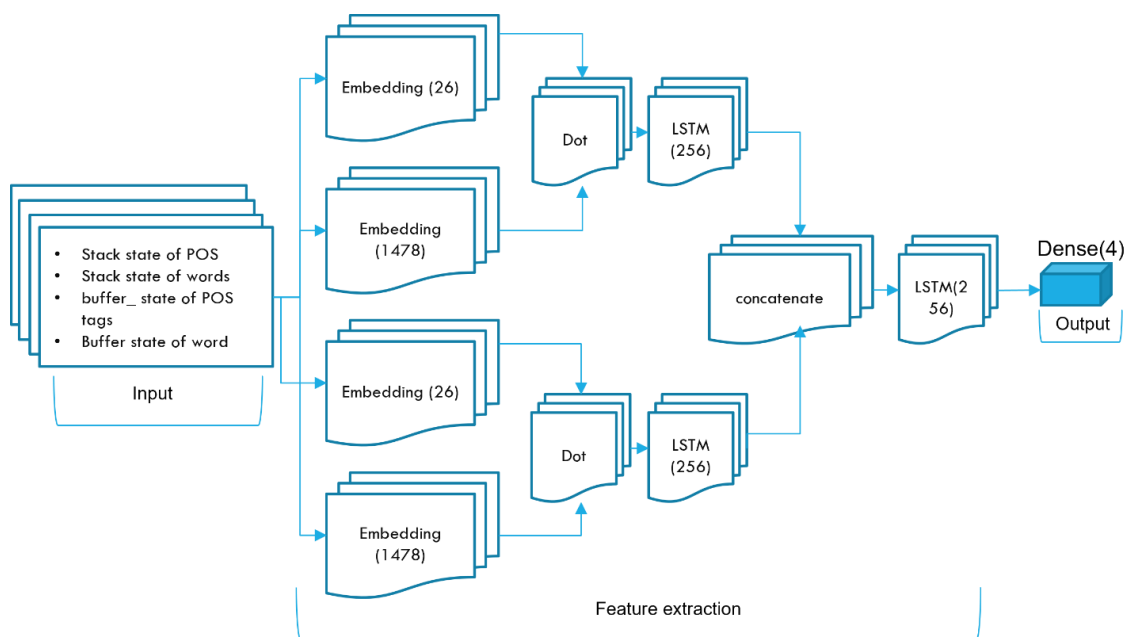 Embedding (26)
Dot
LSTM
(256)
Embedding
(1478)
• Stack state of POS
• Stack state of words
• buffer_ state of POS
tags
• Buffer state of word
Input
concatenate
LSTM(2
56)
Dense(4)
Output
Embedding (26)
Dot
LSTM
(256)
Embedding
(1478)
Feature extraction